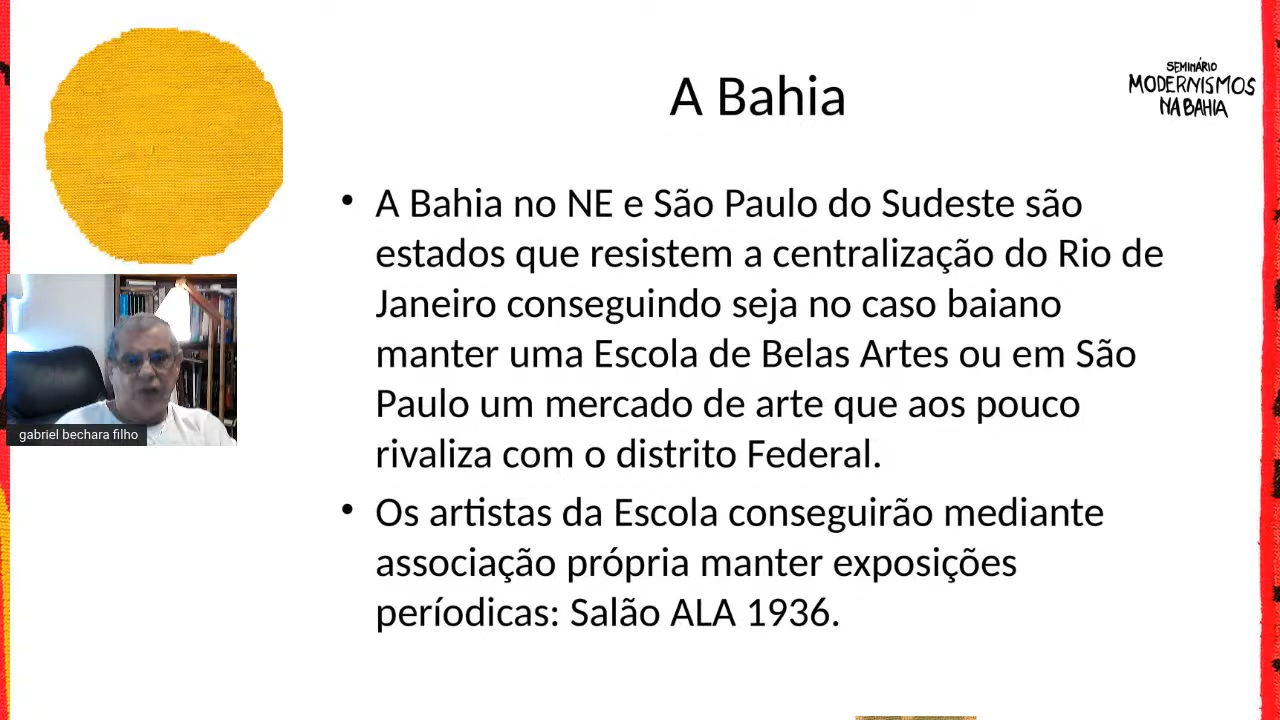 A Bahia
SEMINÁRIO
MODERNISMOS
NA BAHIA
• A Bahia no NE e São Paulo do Sudeste são
estados que resistem a centralização do Rio de
Janeiro conseguindo seja no caso baiano
manter uma Escola de Belas Artes ou em São
Paulo um mercado de arte que aos pouco
rivaliza com o distrito Federal.
• Os artistas da Escola conseguirão mediante
associação própria manter exposições
períodicas: Salão ALA 1936.
gabriel bechara filho